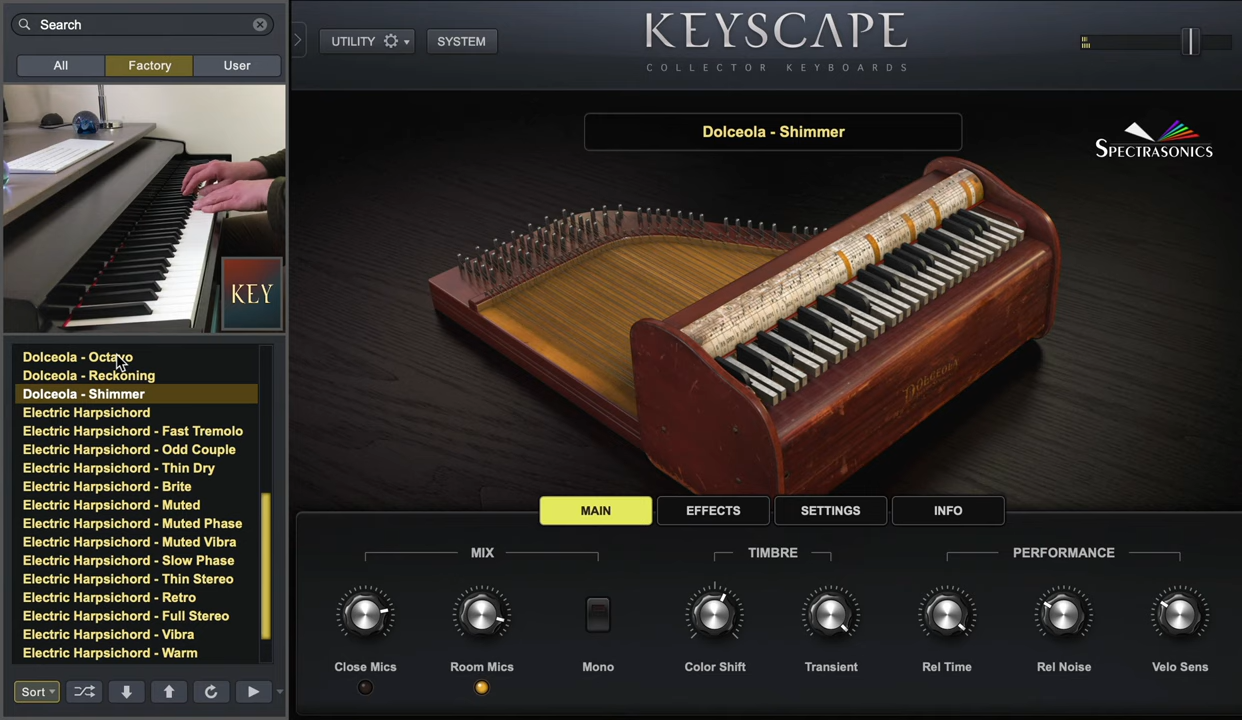 Search
All
Factory
User
KEY
Dolceola - Octavo
Dolceola - Reckoning
Dolceola - Shimmer
Electric Harpsichord
Electric Harpsichord - Fast Tremolo
Electric Harpsichord - Odd Couple
Electric Harpsichord - Thin Dry
Electric Harpsichord - Brite
Electric Harpsichord - Muted
Electric Harpsichord - Muted Phase
Electric Harpsichord - Muted Vibra
Electric Harpsichord - Slow Phase
Electric Harpsichord - Thin Stereo
Electric Harpsichord - Retro
Electric Harpsichord - Full Stereo
Electric Harpsichord - Vibra
Electric Harpsichord - Warm
Sort
UTILITY
SYSTEM
KEYSCAPE
COLLECTOR KEYBOARDS
Dolceola - Shimmer
SPECTRASONICS
DOLCEOLA
MAIN
EFFECTS
SETTINGS
INFO
MIX
TIMBRE
PERFORMANCE
Close Mics
Room Mics
Mono
Color Shift
Transient
Rel Time
Rel Noise
Velo Sens